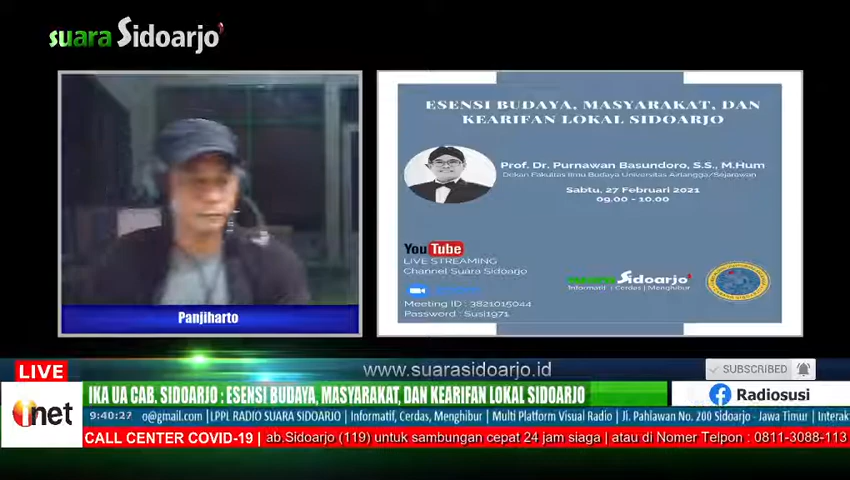 suara Sidoarjo
ESENSI BUDAYA, MASYARAKAT, DAN
KEARIFAN LOKAL SIDOARJO
Prof. Dr. Purnawan Basundoro, S.S., M.Hum
Dekan Fakultas Ilmu Budaya Universitas Airlangga/Sejarawan
Sabtu, 27 Februari 2021
09.00 - 10.00
YouTube
LIVE STREAMING
Channel Suara Sidoarjo
Meeting ID : 3821015044
Password : Susi1971
suara Sidoarjo
Informatif | Cerdas | Menghibur
Panjiharto
LIVE
www.suarasidoarjo.id
SUBSCRIBED
IKA UA CAB. SIDOARJO : ESENSI BUDAYA, MASYARAKAT, DAN KEARIFAN LOKAL SIDOARJO
Radiosusi
inet
9:40:27 o@gmail.com |LPPL RADIO SUARA SIDOARJO | Informatif, Cerdas, Menghibur | Multi Platform Visual Radio | Jl. Pahlawan No. 200 Sidoarjo - Jawa Timur | Interak
CALL CENTER COVID-19 | ab.Sidoarjo (119) untuk sambungan cepat 24 jam siaga | atau di Nomer Telpon : 0811-3088-113